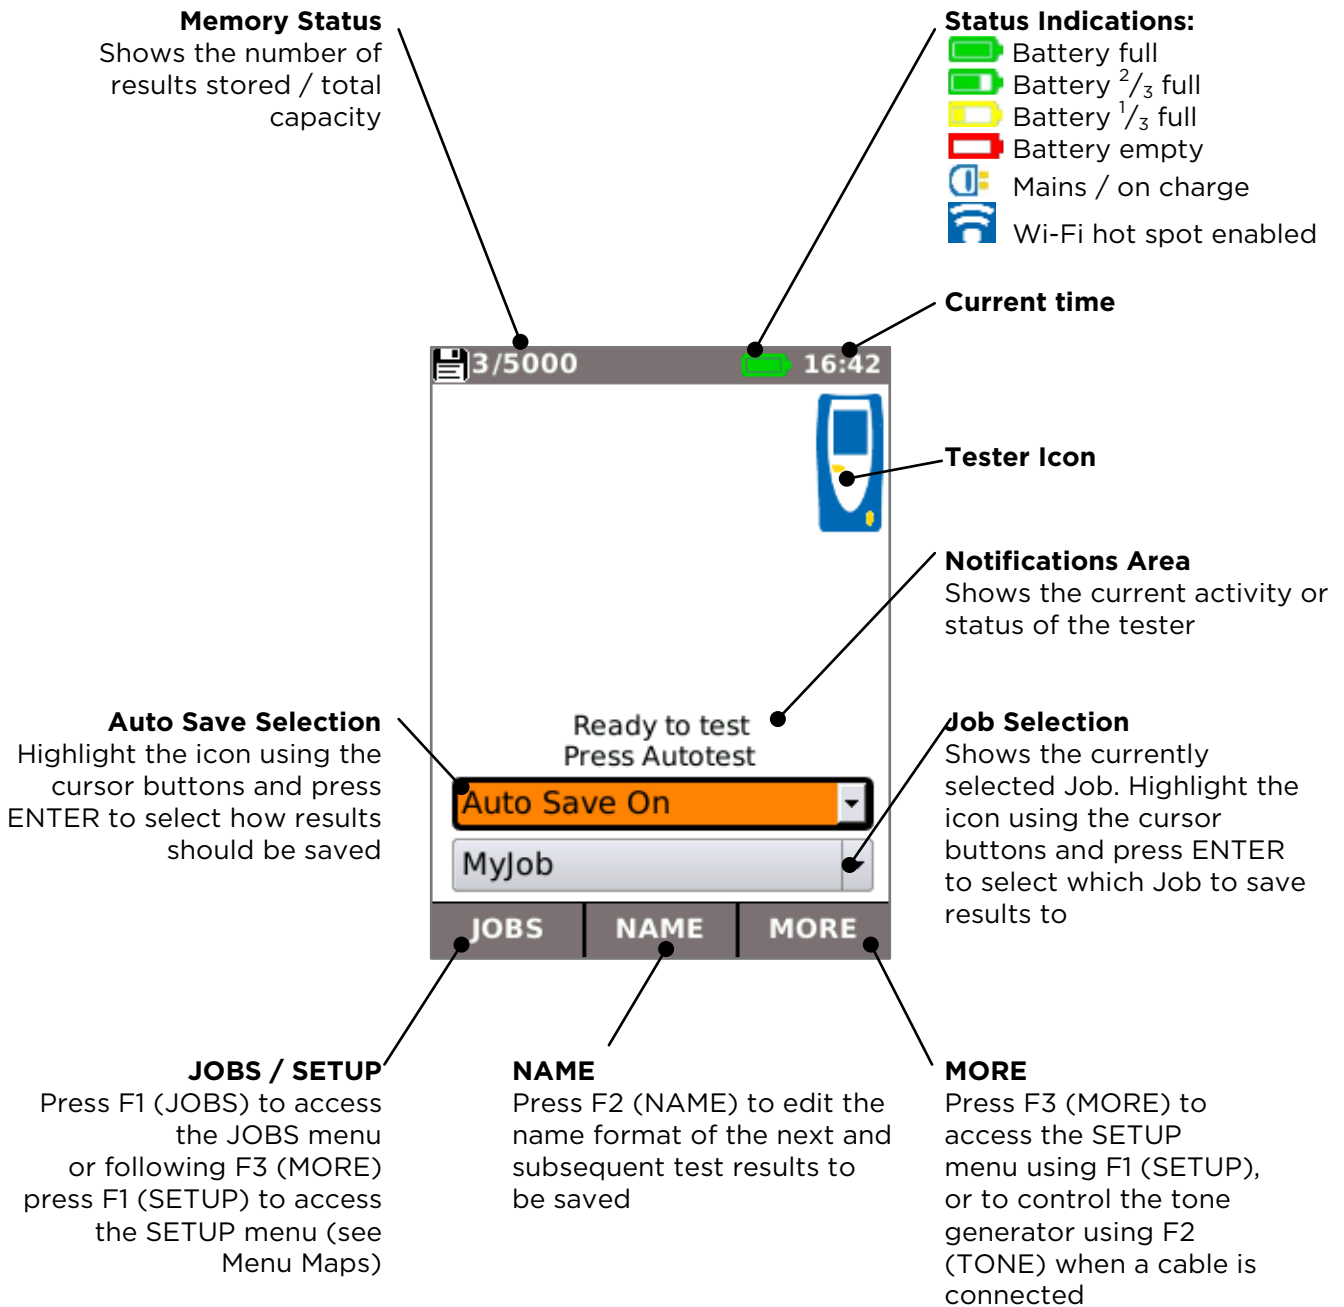 Memory Status
Shows the number of
results stored / total
capacity
Status Indications:
Battery full
Battery 2/3 full
Battery 1/3 full
Battery empty
Mains / on charge
Wi-Fi hot spot enabled
Current time
3/5000
16:42
Tester Icon
Notifications Area
Shows the current activity or
status of the tester
Auto Save Selection
Highlight the icon using the
cursor buttons and press
ENTER to select how results
should be saved
Ready to test
Press Autotest
Auto Save On
MyJob
Job Selection
Shows the currently
selected Job. Highlight the
icon using the cursor
buttons and press ENTER
to select which Job to save
results to
JOBS
NAME
MORE
JOBS / SETUP
Press F1 (JOBS) to access
the JOBS menu
or following F3 (MORE)
press F1 (SETUP) to access
the SETUP menu (see
Menu Maps)
NAME
Press F2 (NAME) to edit the
name format of the next and
subsequent test results to
be saved
MORE
Press F3 (MORE) to
access the SETUP
menu using F1 (SETUP),
or to control the tone
generator using F2
(TONE) when a cable is
connected